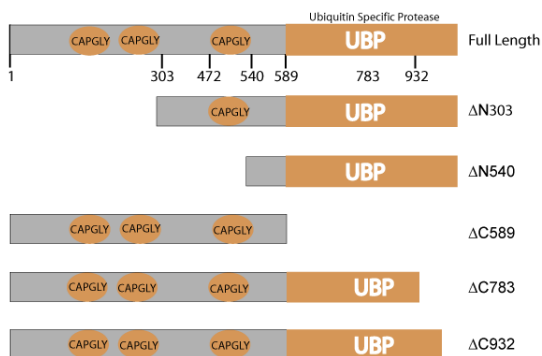 Ubiquitin Specific Protease
CAPGLY CAPGLY CAPGLY UBP Full Length
1 303 472 540 589 783 932
CAPGLY UBP ΔN303
UBP ΔN540
CAPGLY CAPGLY CAPGLY ΔC589
CAPGLY CAPGLY CAPGLY UBP ΔC783
CAPGLY CAPGLY CAPGLY UBP ΔC932